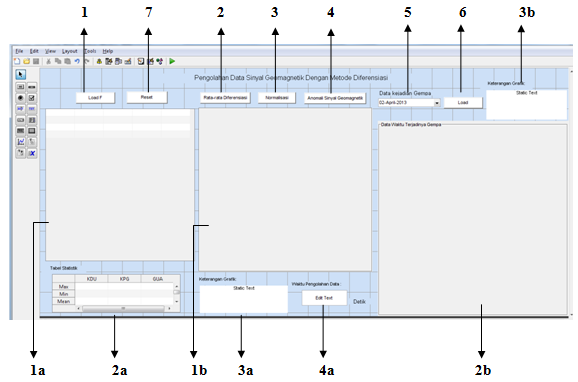 1 7 2 3 4 5 6 3b
File Edit View Layout Tools Help
Pengolahan Data Sinyal Geomagnetik Dengan Metode Diferensiasi
Load F Reset Rata-rata Diferensiasi Normalisasi Anomali Sinyal Geomagnetik
Data kejadian Gempa
02-April-2013 Load
Keterangan Grafik:
Static Text
Data Waktu Terjadinya Gempa
Tabel Statistik
KDU KPG GUA
Max
Min
Mean
Keterangan Grafik:
Static Text
Waktu Pengolahan Data :
Edit Text Detik
1a 2a 1b 3a 4a 2b